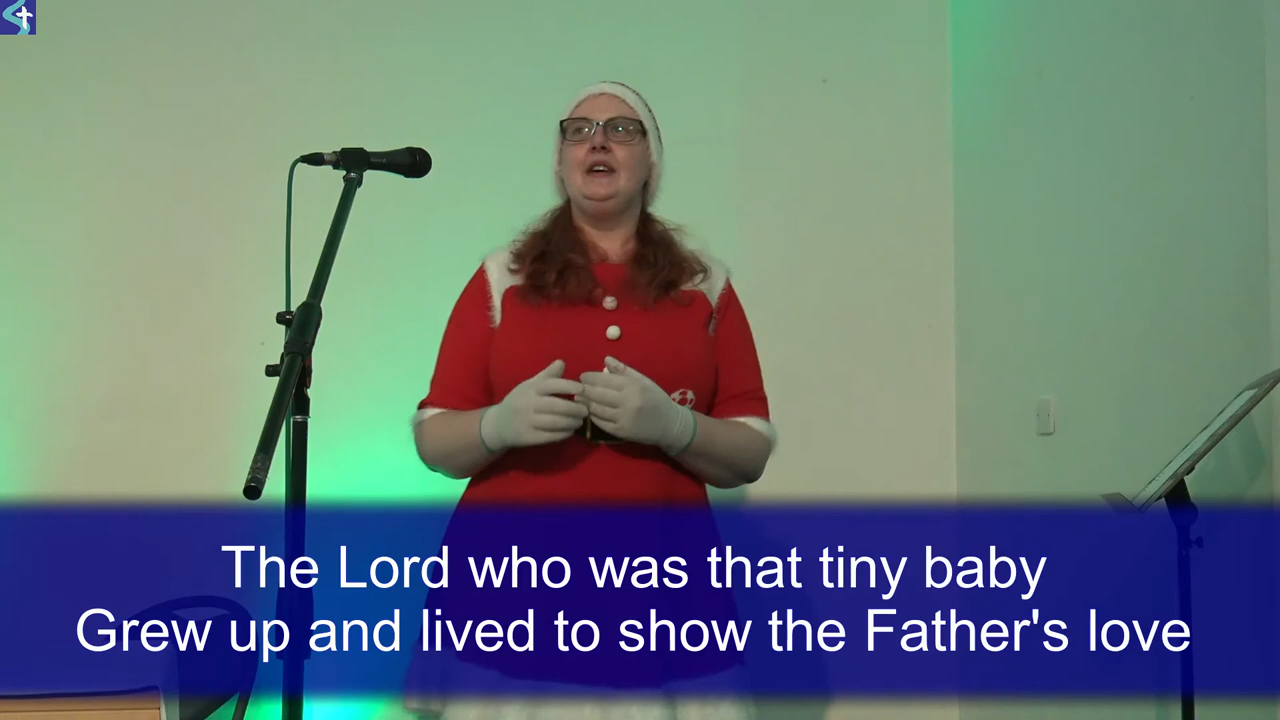 The Lord who was that tiny baby
Grew up and lived to show the Father's love